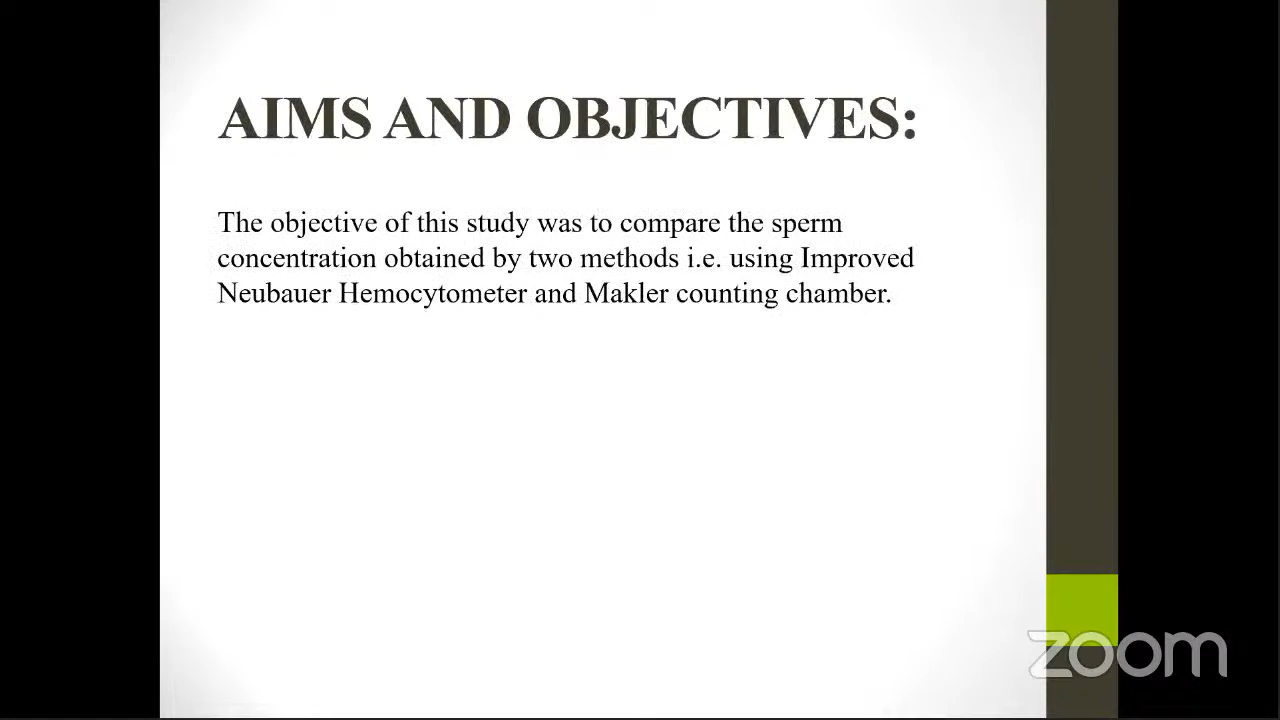 AIMS AND OBJECTIVES:
The objective of this study was to compare the sperm
concentration obtained by two methods i.e. using Improved
Neubauer Hemocytometer and Makler counting chamber.
zoom